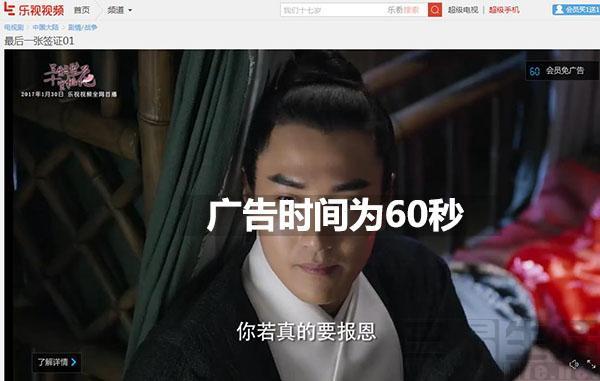 乐视视频 首页 频道 我们十七岁 乐看搜索 超级电视 超级手机 会员买1送1
电视剧 > 中国大陆 > 剧情/战争
最后一张签证01
2017年1月30日 乐视视频全网首播
60 会员免广告
广告时间为60秒
你若真的要报恩
了解详情 >